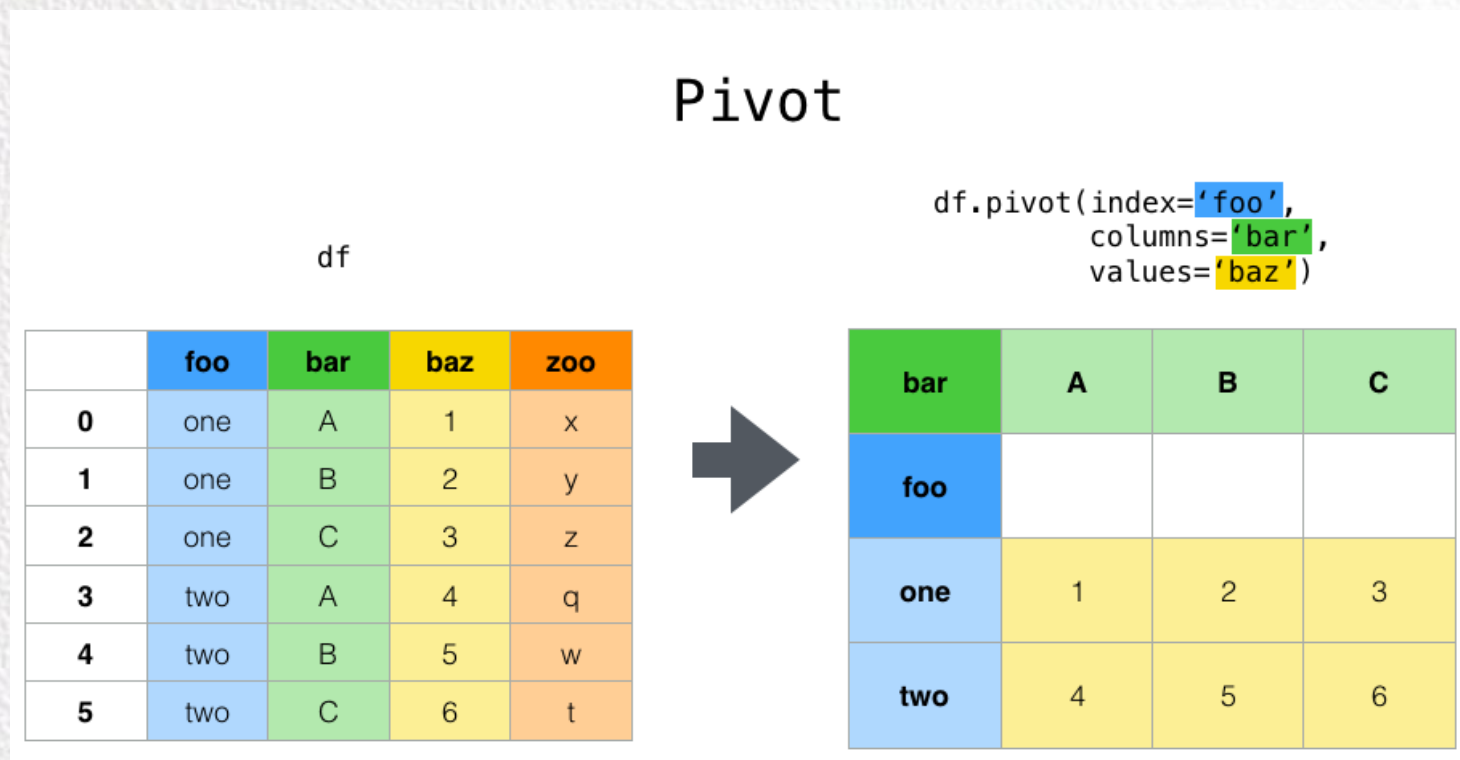 Pivot
df.pivot(index=‘foo’,
columns=‘bar’,
values=‘baz’)
df
foo bar baz zoo
0 one A 1 x
1 one B 2 y
2 one C 3 z
3 two A 4 q
4 two B 5 w
5 two C 6 t
bar A B C
foo
one 1 2 3
two 4 5 6